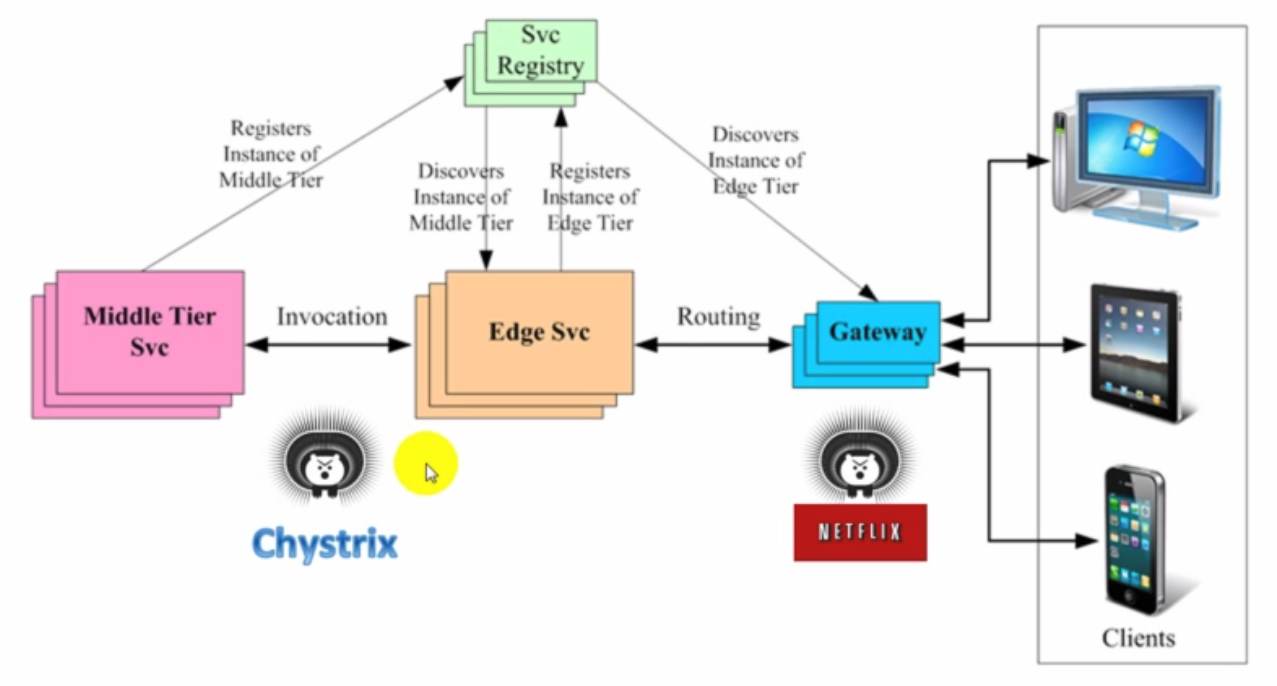 Svc
Registry
Registers
Instance of
Middle Tier
Discovers
Instance of
Middle Tier
Registers
Instance of
Edge Tier
Discovers
Instance of
Edge Tier
Middle Tier
Svc
Invocation
Edge Svc
Routing
Gateway
Chystrix
NETFLIX
Clients